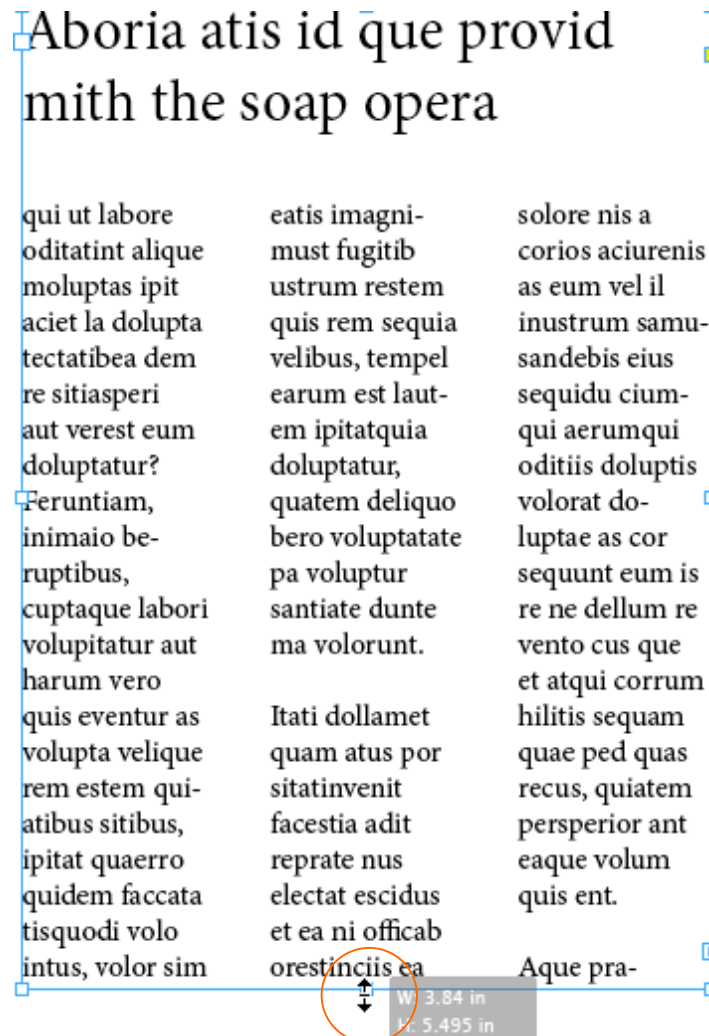 Aboria atis id que provid
mith the soap opera
qui ut labore
oditatint alique
moluptas ipit
aciet la dolupta
tectatibea dem
re sitiasperi
aut verest eum
doluptatur?
Feruntiam,
inimaio be-
ruptibus,
cuptaque labori
volupitatur aut
harum vero
quis eventur as
volupta velique
rem estem qui-
atibus sitibus,
ipitat quaerro
quidem faccata
tisquodi volo
intus, volor sim
eatis imagni-
must fugitib
ustrum restem
quis rem sequia
velibus, tempel
earum est laut-
em ipitatquia
doluptatur,
quatem deliquo
bero voluptatate
pa voluptur
santiate dunte
ma volorunt.
Itati dollamet
quam atus por
sitatinvenit
facestia adit
reprate nus
electat escidus
et ea ni officab
orestinciis ea
solore nis a
corios aciurenis
as eum vel il
inustrum samu-
sandebis eius
sequidu cium-
qui aerumqui
oditiis doluptis
volorat do-
luptae as cor
sequunt eum is
re ne dellum re
vento cus que
et atqui corrum
hilitis sequam
quae ped quas
recus, quiatem
persperior ant
eaque volum
quis ent.
Aque pra-
W: 3.84 in
H: 5.495 in